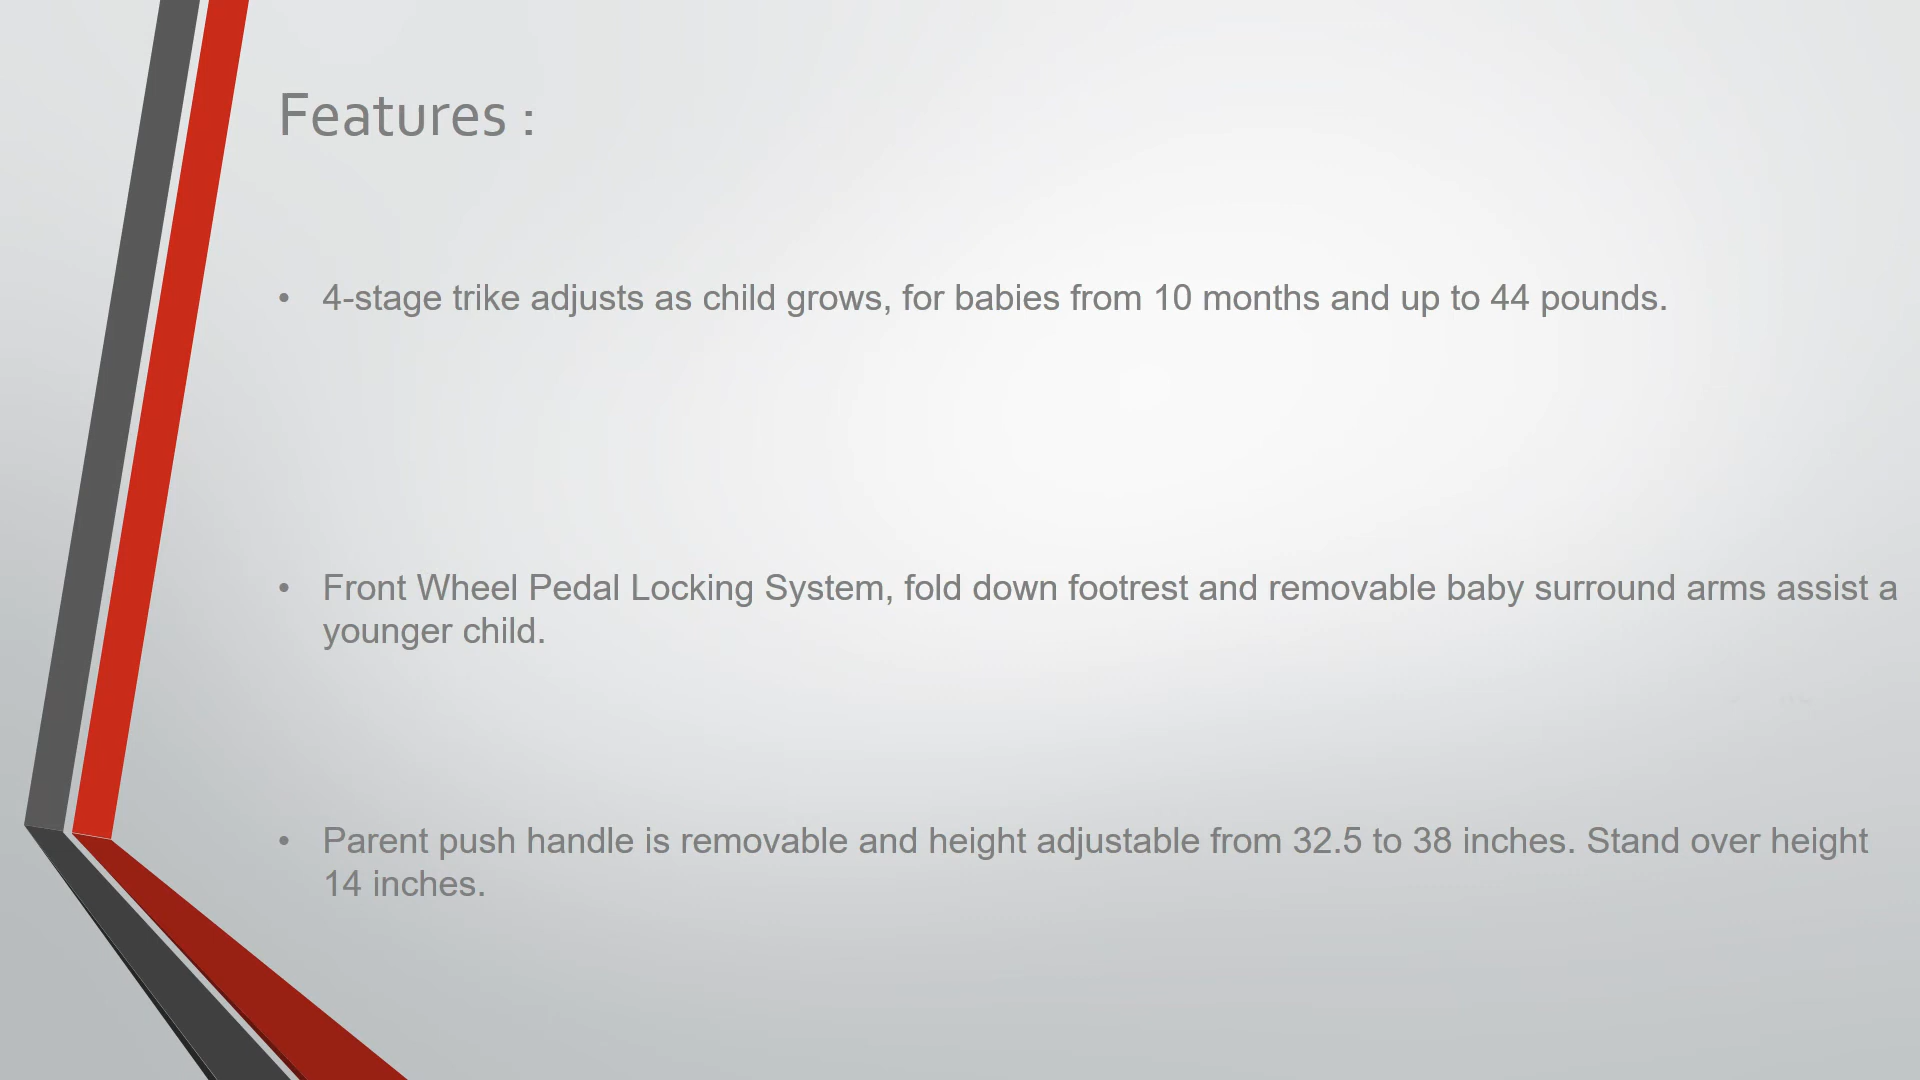 Features :
• 4-stage trike adjusts as child grows, for babies from 10 months and up to 44 pounds.
• Front Wheel Pedal Locking System, fold down footrest and removable baby surround arms assist a
younger child.
• Parent push handle is removable and height adjustable from 32.5 to 38 inches. Stand over height
14 inches.